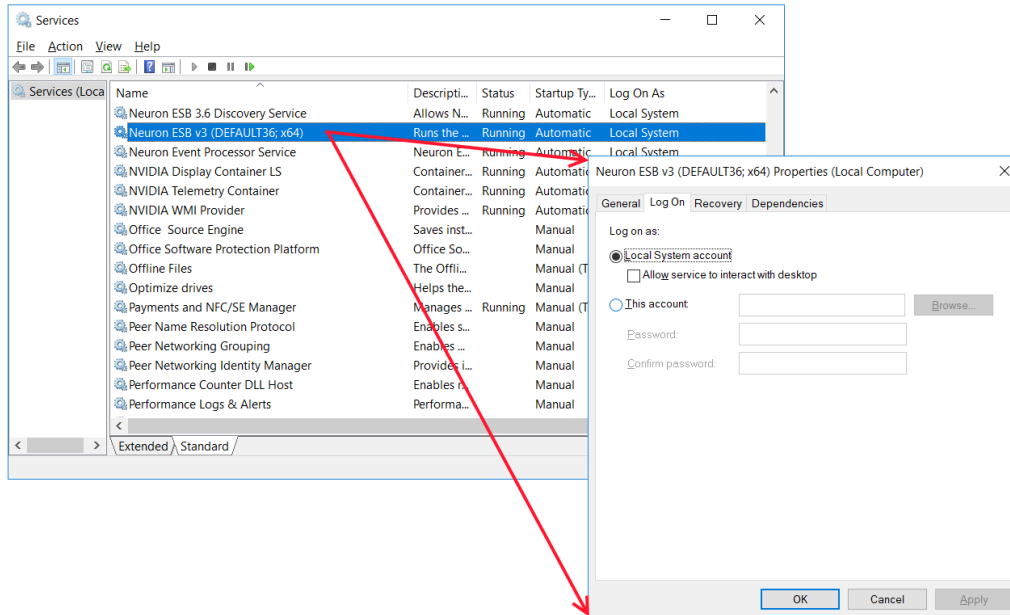 Services
File Action View Help
Services (Loca
Name Descripti... Status Startup Ty... Log On As
Neuron ESB 3.6 Discovery Service Allows N... Running Automatic Local System
Neuron ESB v3 (DEFAULT36; x64) Runs the ... Running Automatic Local System
Neuron Event Processor Service Neuron E... Running Automatic Local System
NVIDIA Display Container LS Container... Running Automatic
NVIDIA Telemetry Container Container... Running Automatic
NVIDIA WMI Provider Provides ... Running Automatic
Office Source Engine Saves inst... Manual
Office Software Protection Platform Office So... Manual
Offline Files The Offli... Manual (T
Optimize drives Helps the... Manual
Payments and NFC/SE Manager Manages ... Running Manual (T
Peer Name Resolution Protocol Enables s... Manual
Peer Networking Grouping Enables ... Manual
Peer Networking Identity Manager Provides i... Manual
Performance Counter DLL Host Enables r... Manual
Performance Logs & Alerts Performa... Manual
Extended Standard
Neuron ESB v3 (DEFAULT36; x64) Properties (Local Computer)
General Log On Recovery Dependencies
Log on as:
Local System account
Allow service to interact with desktop
This account: Browse...
Password:
Confirm password:
OK Cancel Apply